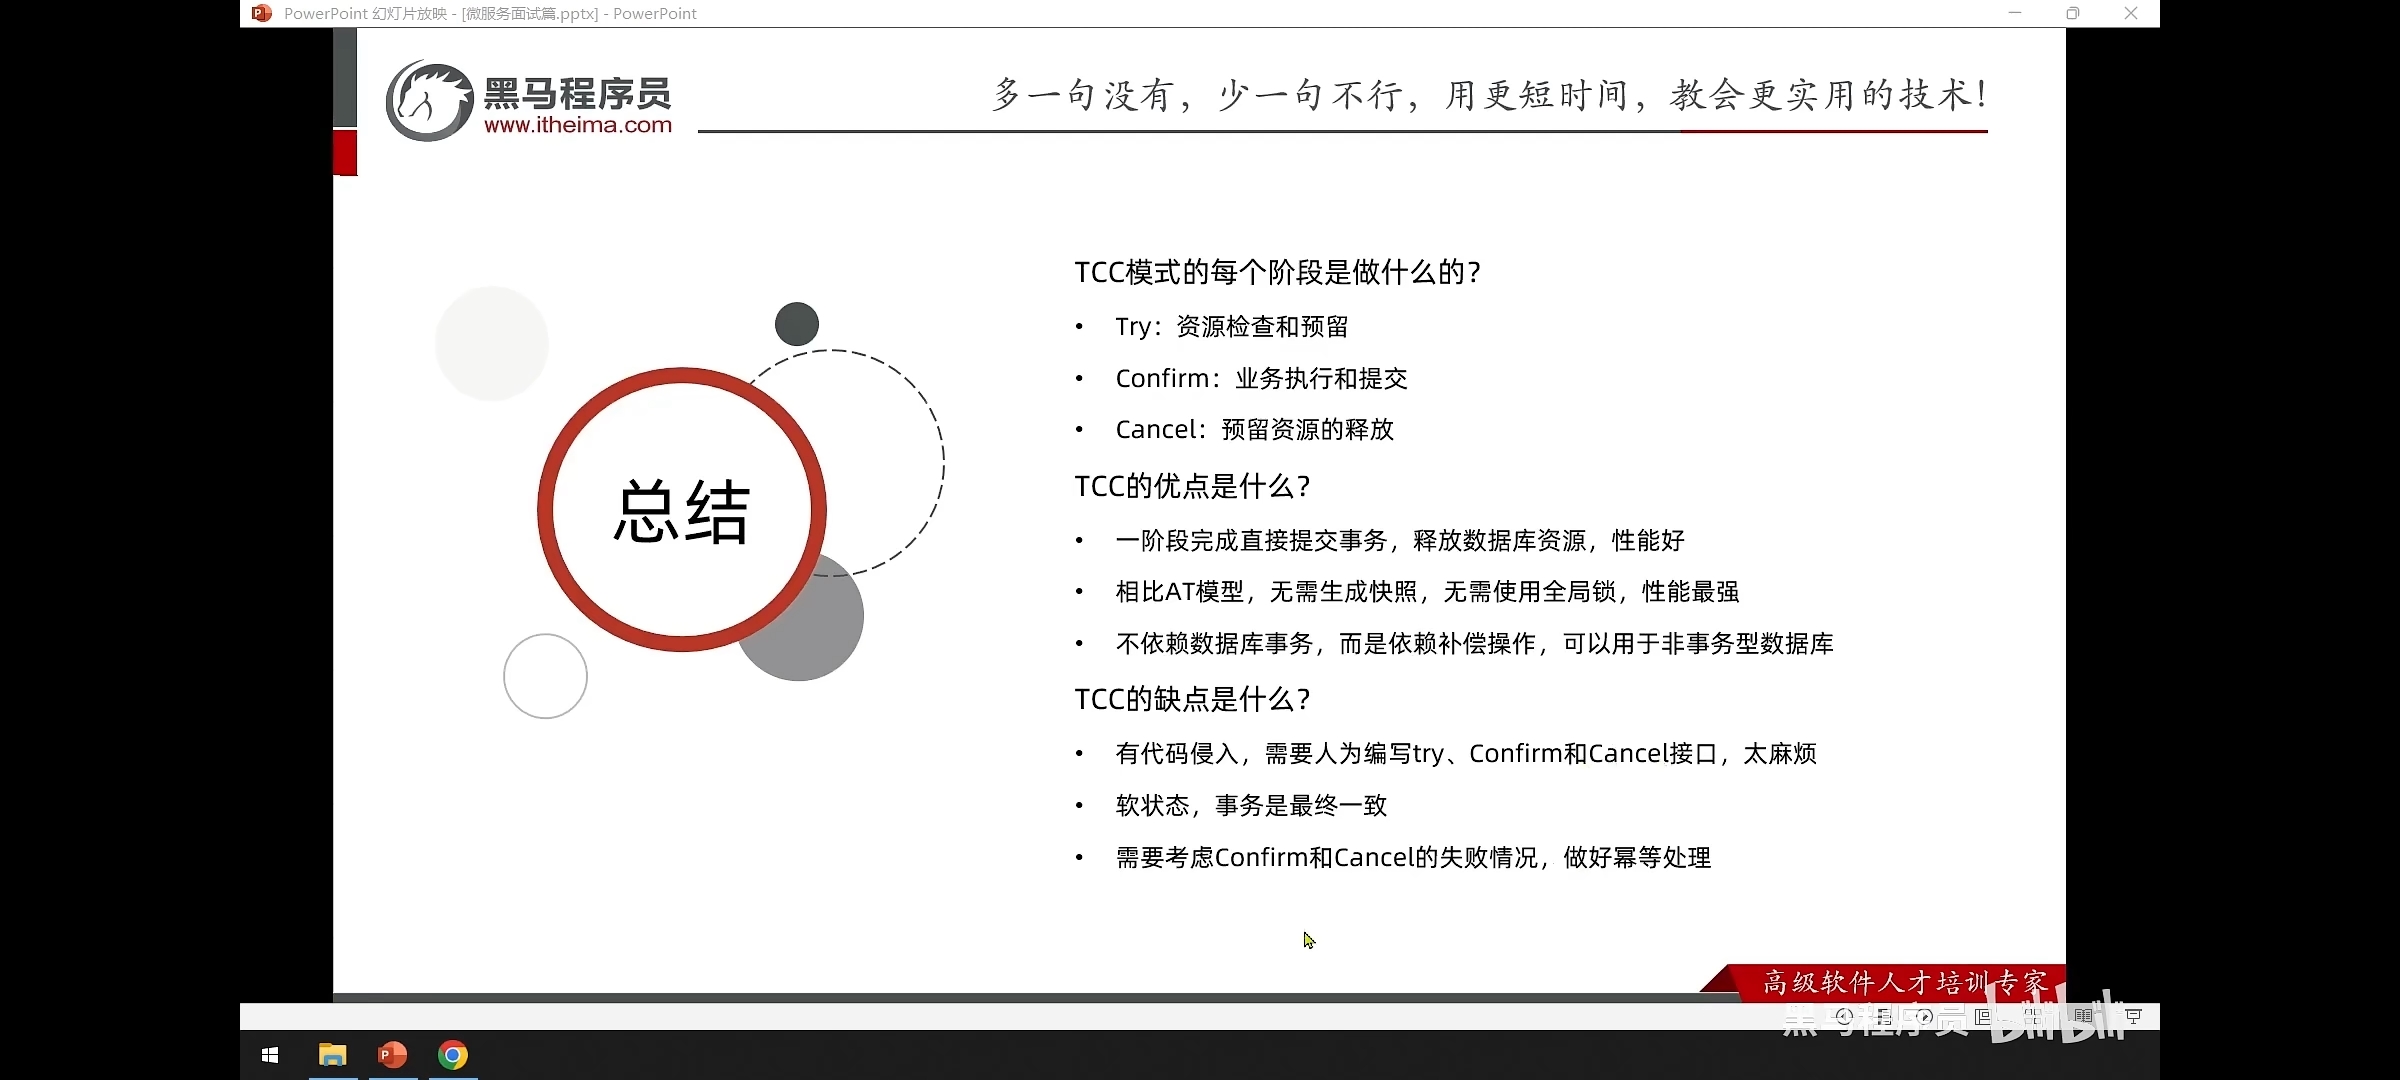 PowerPoint 幻灯片放映 - [微服务面试篇.pptx] - PowerPoint
黑马程序员
www.itheima.com
多一句没有，少一句不行，用更短时间，教会更实用的技术！
总结
TCC模式的每个阶段是做什么的？
• Try：资源检查和预留
• Confirm：业务执行和提交
• Cancel：预留资源的释放
TCC的优点是什么？
• 一阶段完成直接提交事务，释放数据库资源，性能好
• 相比AT模型，无需生成快照，无需使用全局锁，性能最强
• 不依赖数据库事务，而是依赖补偿操作，可以用于非事务型数据库
TCC的缺点是什么？
• 有代码侵入，需要人为编写try、Confirm和Cancel接口，太麻烦
• 软状态，事务是最终一致
• 需要考虑Confirm和Cancel的失败情况，做好幂等处理
高级软件人才培训专家
黑马程序员 bilibili